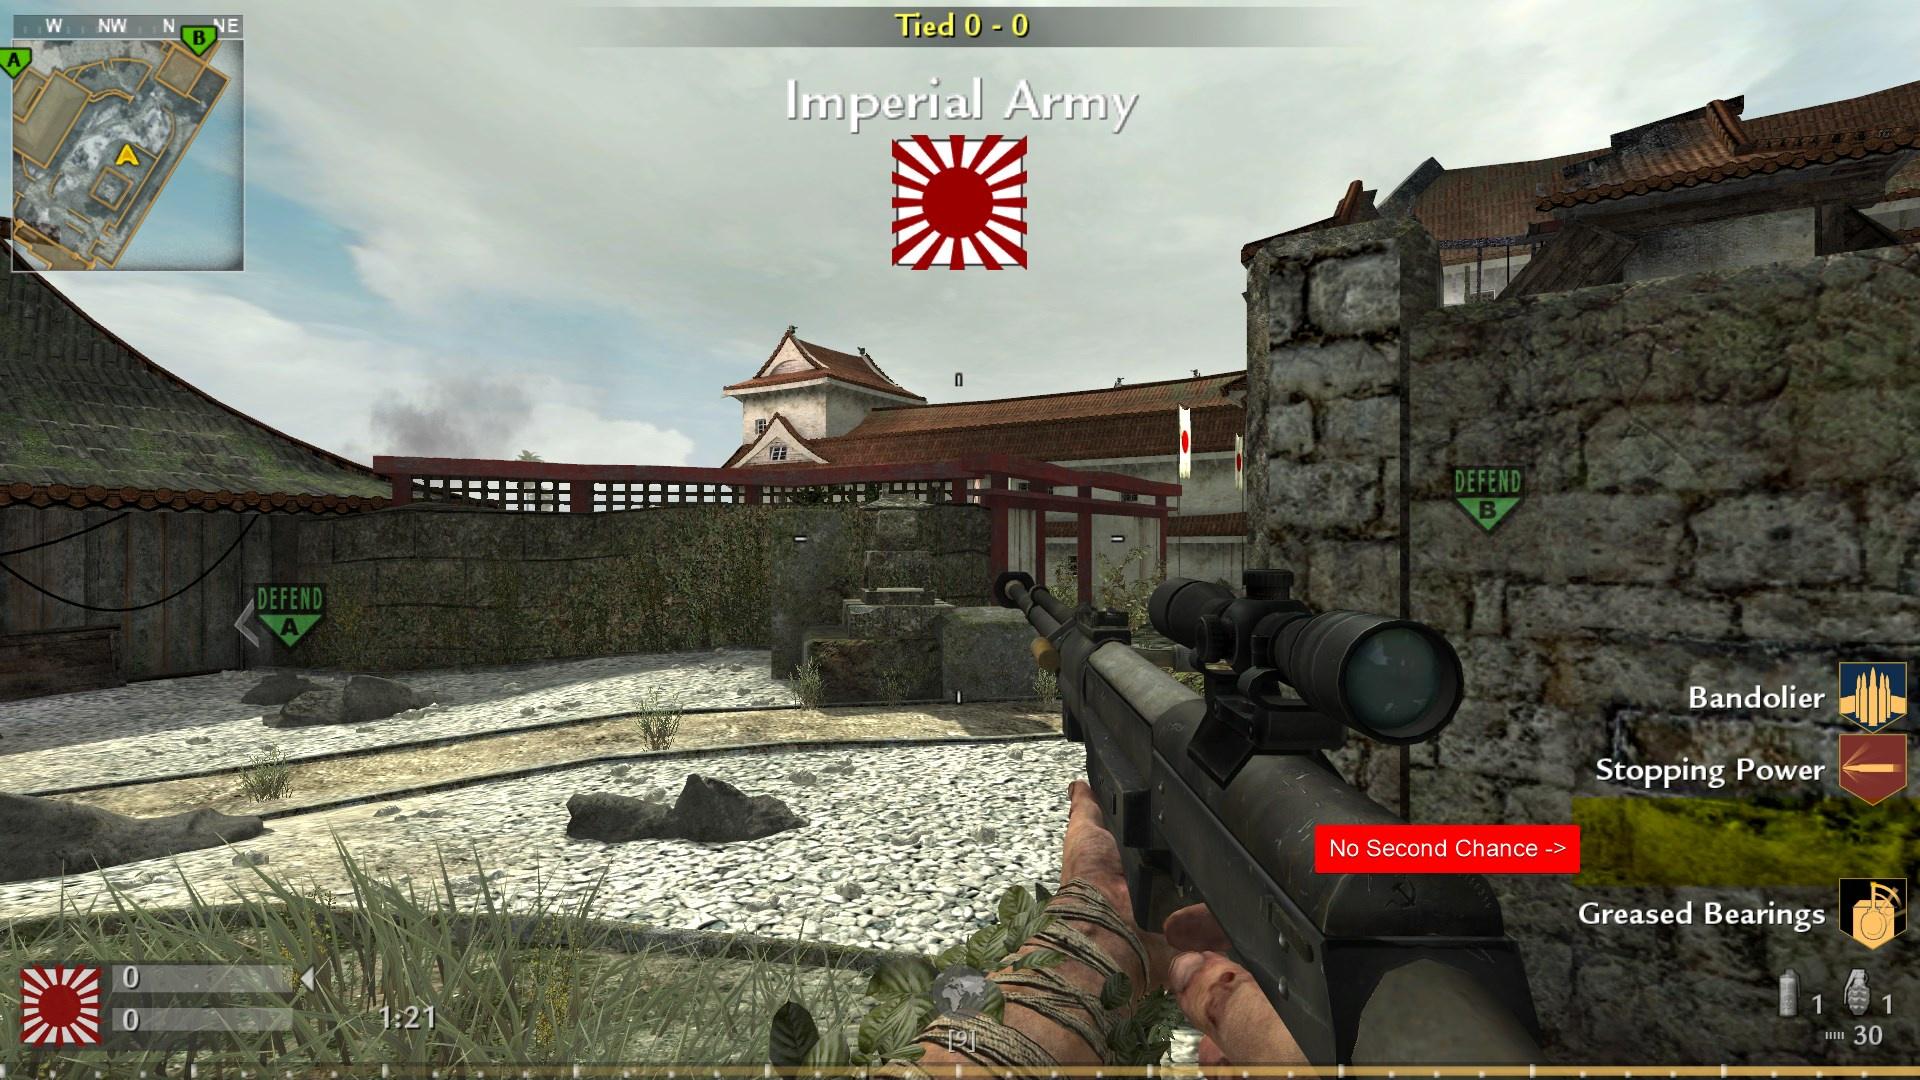 W NW N NE
A
B
Tied 0 - 0
Imperial Army
DEFEND
B
DEFEND
A
Bandolier
Stopping Power
No Second Chance ->
Greased Bearings
0
0
1:21
[9]
1 1
30